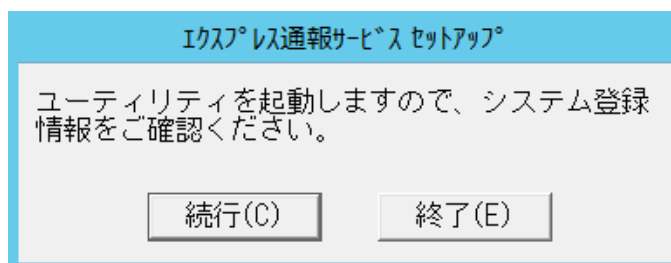 エクスプレス通報サービス セットアップ
ユーティリティを起動しますので、システム登録
情報をご確認ください。
続行(C)
終了(E)